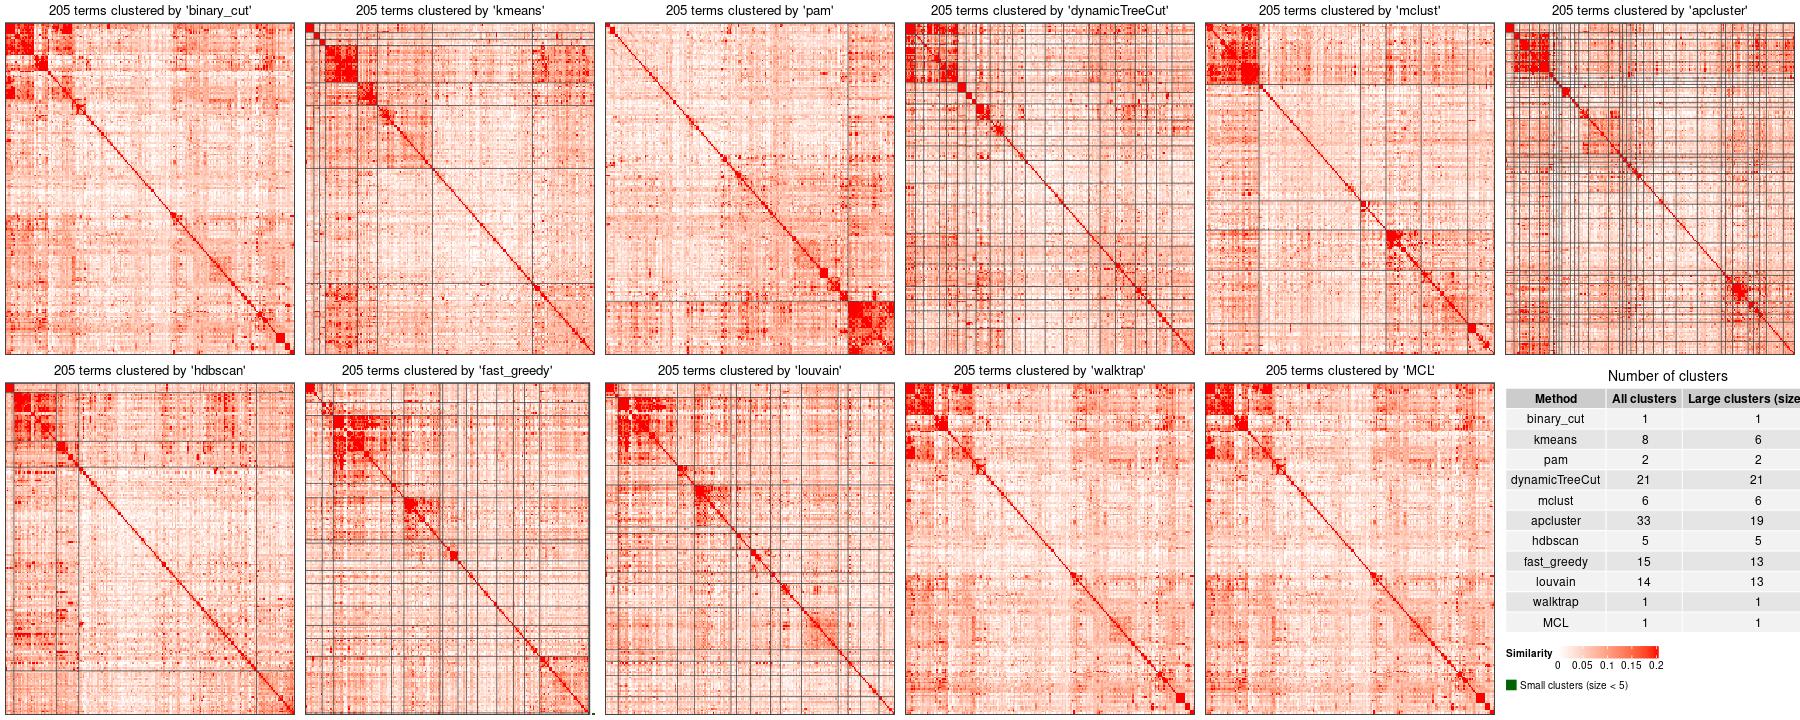 205 terms clustered by 'binary_cut'
205 terms clustered by 'kmeans'
205 terms clustered by 'pam'
205 terms clustered by 'dynamicTreeCut'
205 terms clustered by 'mclust'
205 terms clustered by 'apcluster'
205 terms clustered by 'hdbscan'
205 terms clustered by 'fast_greedy'
205 terms clustered by 'louvain'
205 terms clustered by 'walktrap'
205 terms clustered by 'MCL'
Number of clusters
Method All clusters Large clusters (size
binary_cut 1 1
kmeans 8 6
pam 2 2
dynamicTreeCut 21 21
mclust 6 6
apcluster 33 19
hdbscan 5 5
fast_greedy 15 13
louvain 14 13
walktrap 1 1
MCL 1 1
Similarity
0 0.05 0.1 0.15 0.2
Small clusters (size < 5)